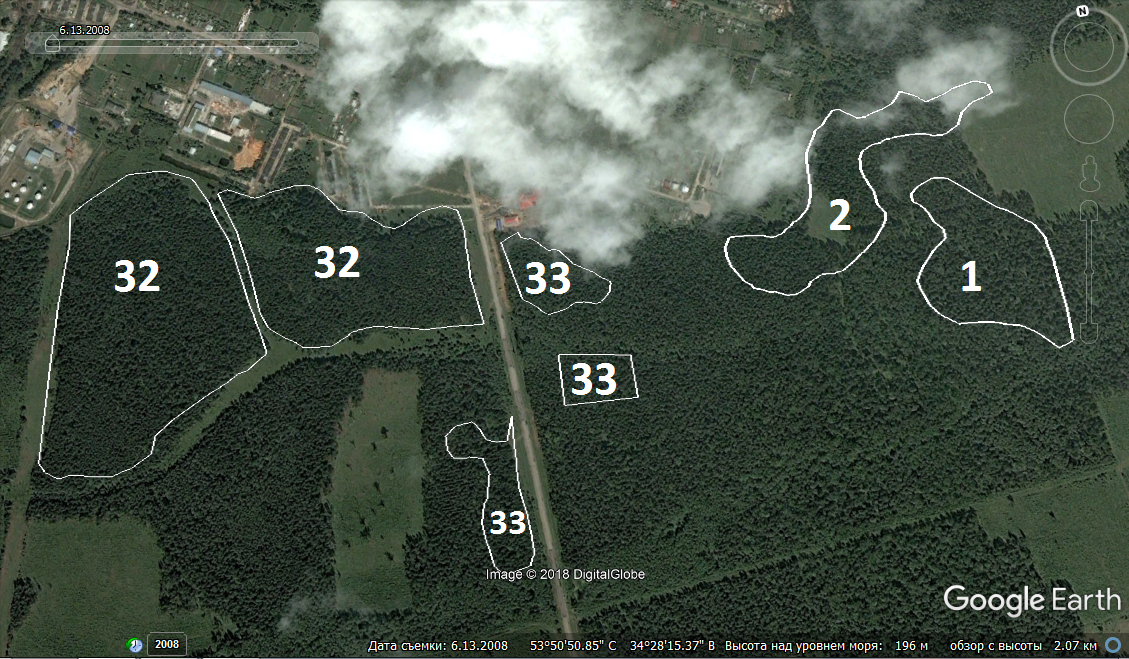 6.13.2008
N
2
32
32
33
1
33
33
Image © 2018 DigitalGlobe
Google Earth
2008
Дата съемки: 6.13.2008 53°50'50.85" С 34°28'15.37" В Высота над уровнем моря: 196 м обзор с высоты 2.07 км